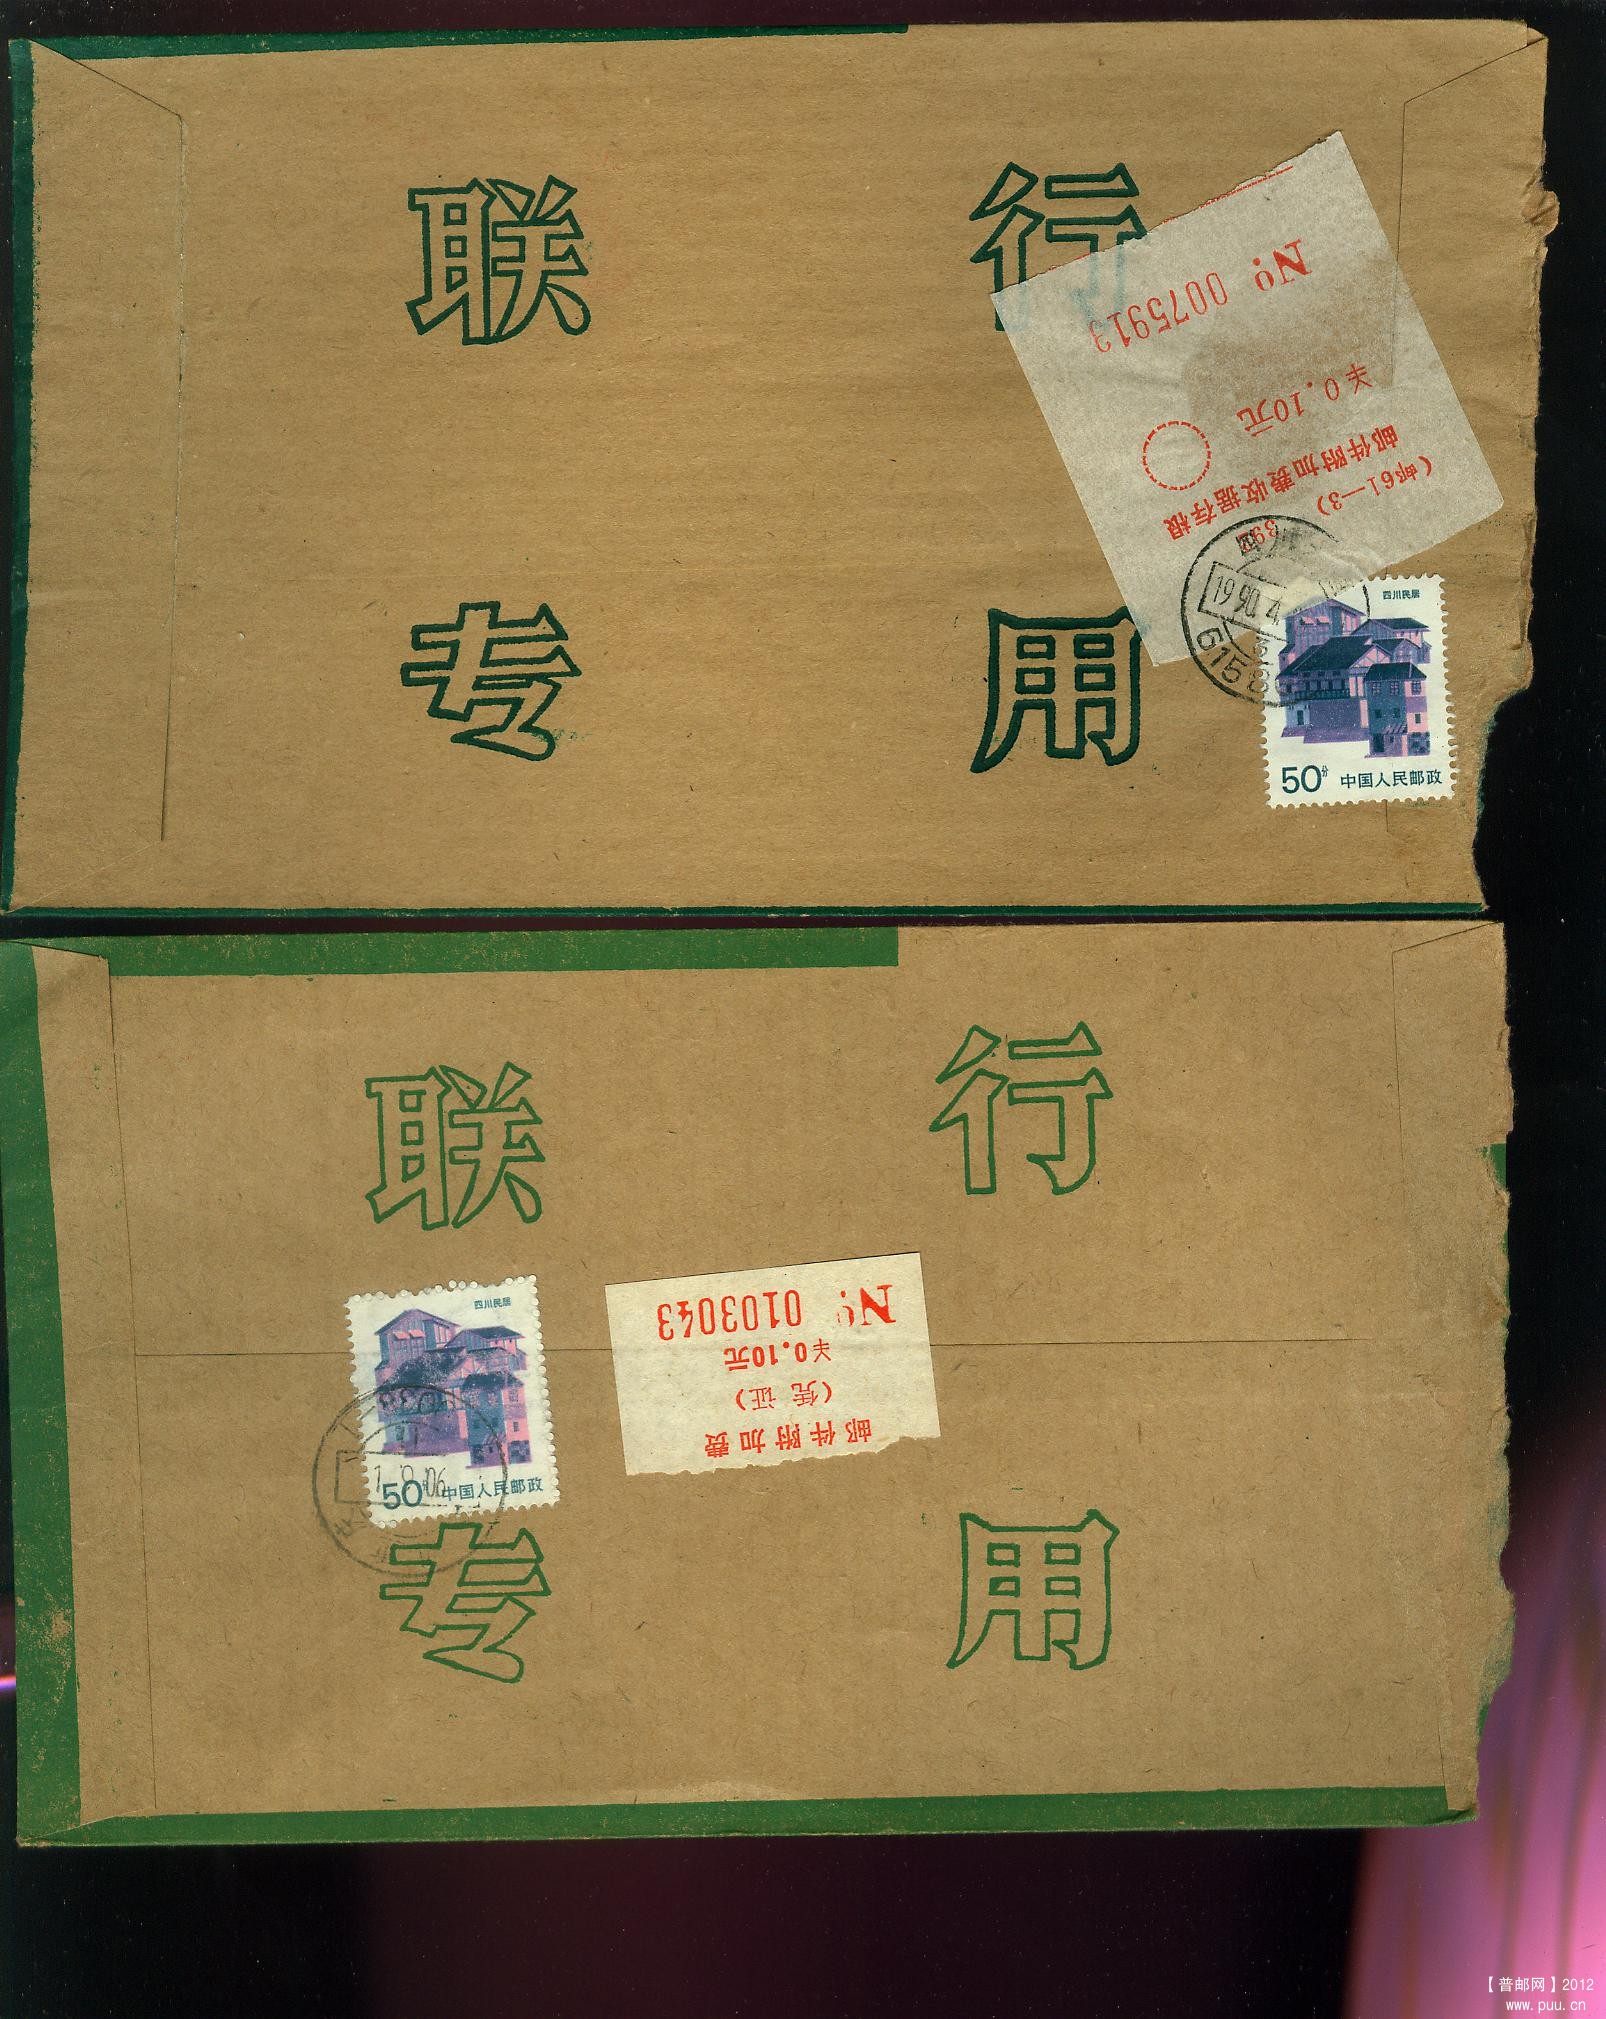 联 行
No 0075913
￥0.10元
邮件附加费收据存根
(邮61—3)
1990.4.
6158
四川民居
50分 中国人民邮政
专 用
联 行
四川民居
50分 中国人民邮政
No 0103043
￥0.10元
(凭 证)
邮件附加费
专 用
【普邮网】2012
www.puu.cn